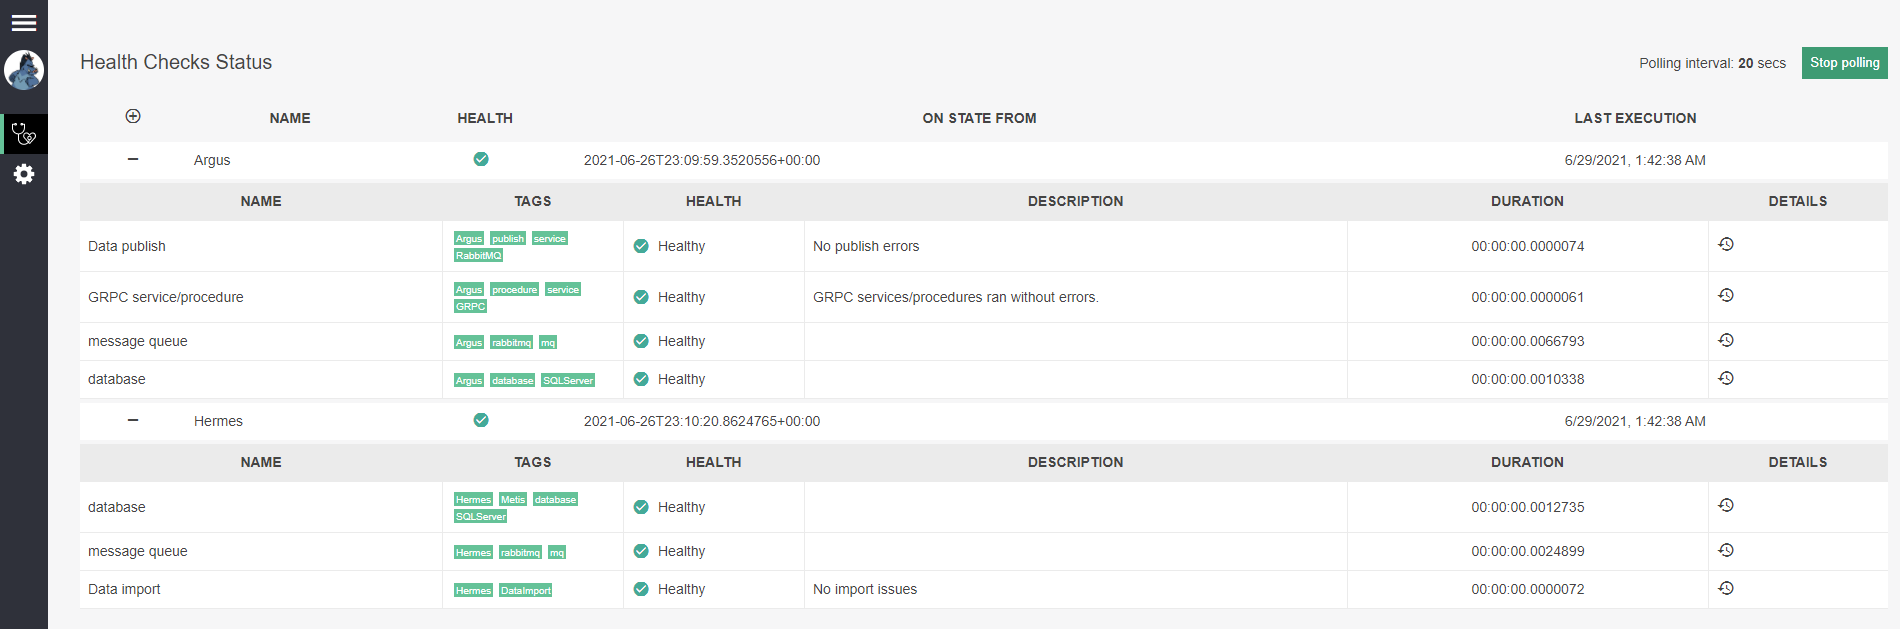 Health Checks Status
Polling interval: 20 secs Stop polling
NAME HEALTH ON STATE FROM LAST EXECUTION
Argus 2021-06-26T23:09:59.3520556+00:00 6/29/2021, 1:42:38 AM
NAME TAGS HEALTH DESCRIPTION DURATION DETAILS
Data publish Argus publish service Healthy No publish errors 00:00:00.0000074
RabbitMQ
GRPC service/procedure Argus procedure service Healthy GRPC services/procedures ran without errors. 00:00:00.0000061
GRPC
message queue Argus rabbitmq mq Healthy 00:00:00.0066793
database Argus database SQLServer Healthy 00:00:00.0010338
Hermes 2021-06-26T23:10:20.8624765+00:00 6/29/2021, 1:42:38 AM
NAME TAGS HEALTH DESCRIPTION DURATION DETAILS
database Hermes Metis database Healthy 00:00:00.0012735
SQLServer
message queue Hermes rabbitmq mq Healthy 00:00:00.0024899
Data import Hermes DataImport Healthy No import issues 00:00:00.0000072